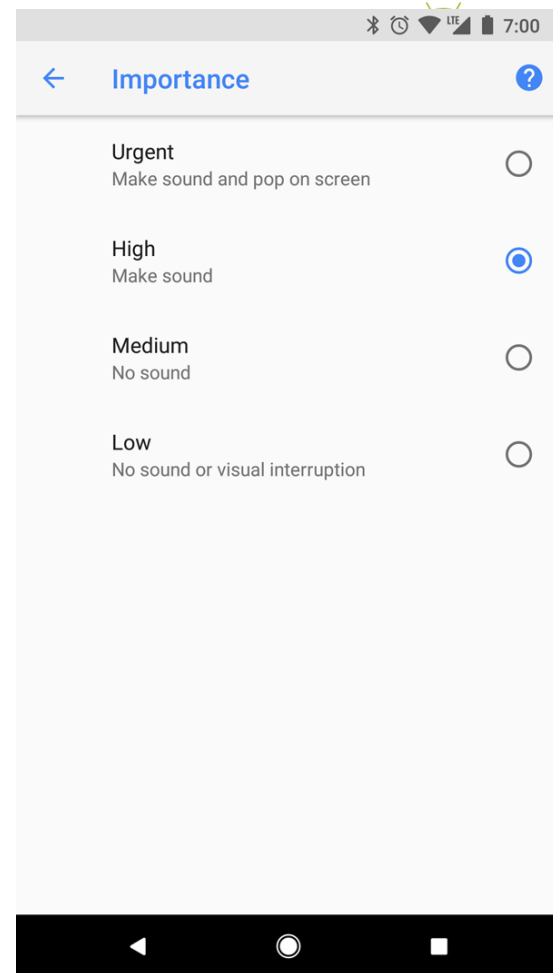 LTE 7:00
Importance ?
Urgent
Make sound and pop on screen
High
Make sound
Medium
No sound
Low
No sound or visual interruption